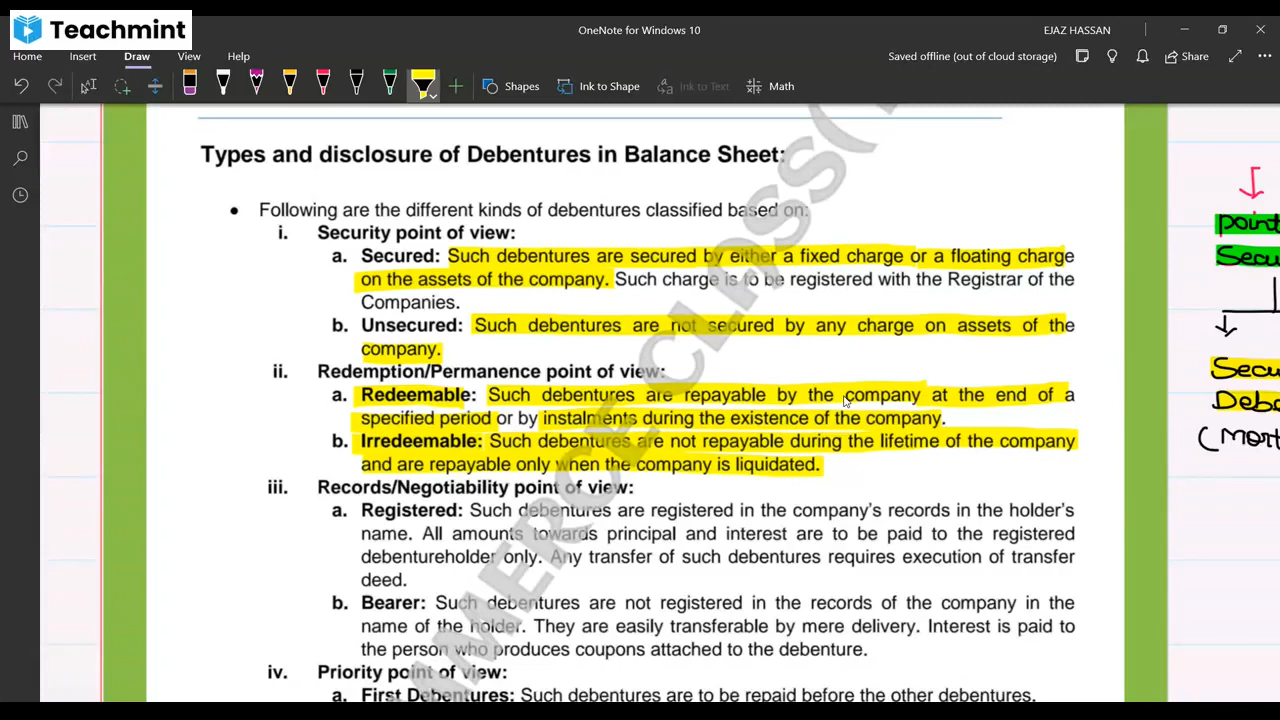 Teachmint
OneNote for Windows 10
EJAZ HASSAN
Home Insert Draw View Help
Saved offline (out of cloud storage)
Share
Shapes Ink to Shape Ink to Text Math
Types and disclosure of Debentures in Balance Sheet:
• Following are the different kinds of debentures classified based on:
i. Security point of view:
a. Secured: Such debentures are secured by either a fixed charge or a floating charge
on the assets of the company. Such charge is to be registered with the Registrar of the
Companies.
b. Unsecured: Such debentures are not secured by any charge on assets of the
company.
ii. Redemption/Permanence point of view:
a. Redeemable: Such debentures are repayable by the company at the end of a
specified period or by instalments during the existence of the company.
b. Irredeemable: Such debentures are not repayable during the lifetime of the company
and are repayable only when the company is liquidated.
iii. Records/Negotiability point of view:
a. Registered: Such debentures are registered in the company's records in the holder's
name. All amounts towards principal and interest are to be paid to the registered
debentureholder only. Any transfer of such debentures requires execution of transfer
deed.
b. Bearer: Such debentures are not registered in the records of the company in the
name of the holder. They are easily transferable by mere delivery. Interest is paid to
the person who produces coupons attached to the debenture.
iv. Priority point of view:
a. First Debentures: Such debentures are to be repaid before the other debentures.
AMERCE CLASS(
point
Secu
Secu
Debe
(Mort